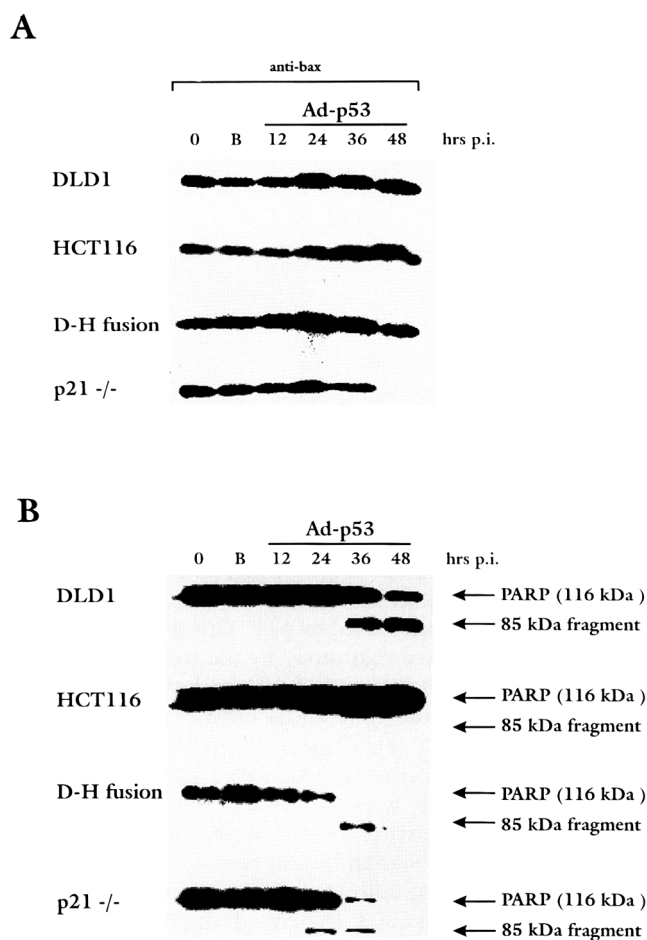 A
anti-bax
Ad-p53
0 B 12 24 36 48 hrs p.i.
DLD1
HCT116
D-H fusion
p21 -/-
B
Ad-p53
0 B 12 24 36 48 hrs p.i.
DLD1 PARP (116 kDa )
85 kDa fragment
HCT116 PARP (116 kDa )
85 kDa fragment
D-H fusion PARP (116 kDa )
85 kDa fragment
p21 -/- PARP (116 kDa )
85 kDa fragment